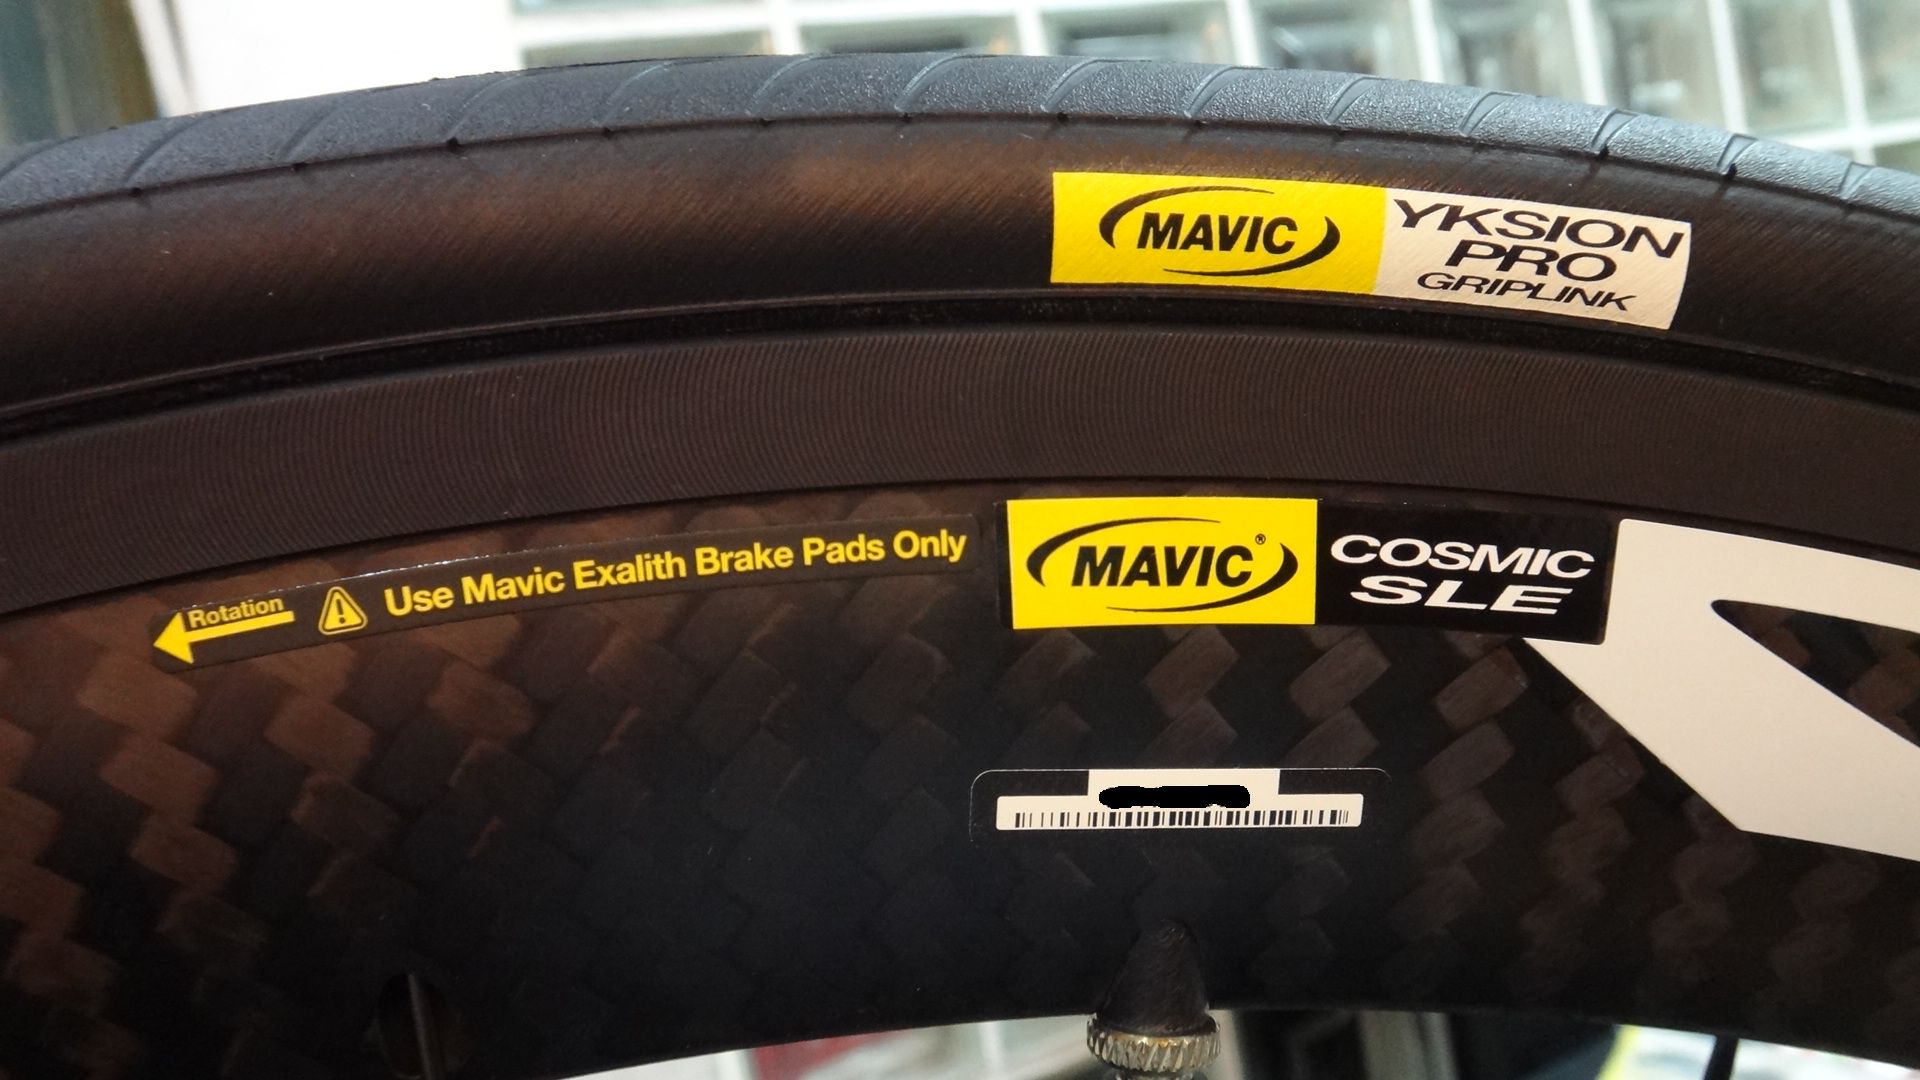 MAVIC
YKSION
PRO
GRIPLINK
Rotation
Use Mavic Exalith Brake Pads Only
MAVIC®
COSMIC
SLE